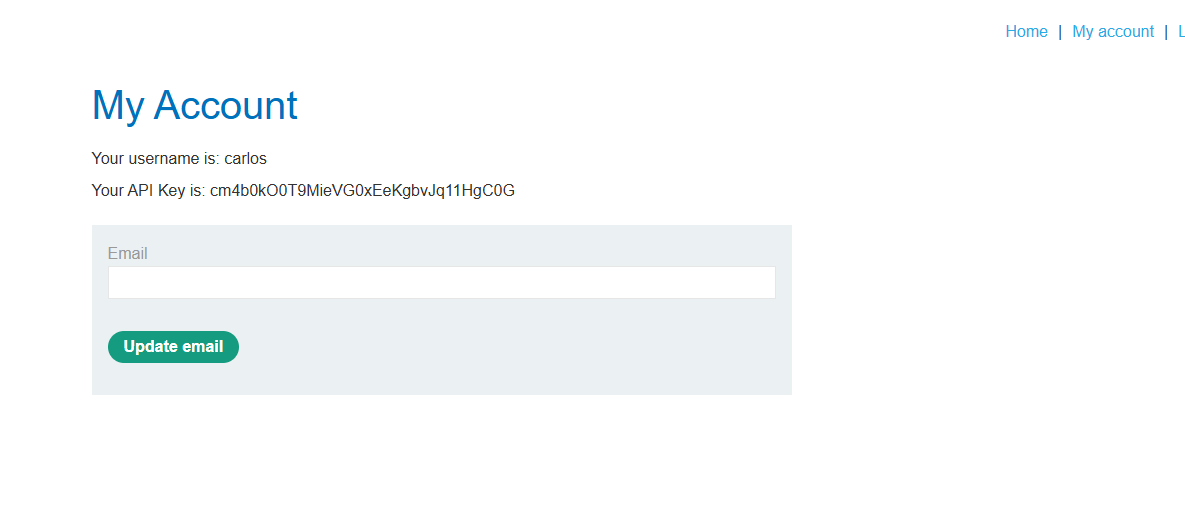 Home | My account | L
My Account
Your username is: carlos
Your API Key is: cm4b0kO0T9MieVG0xEeKgbvJq11HgC0G
Email
Update email